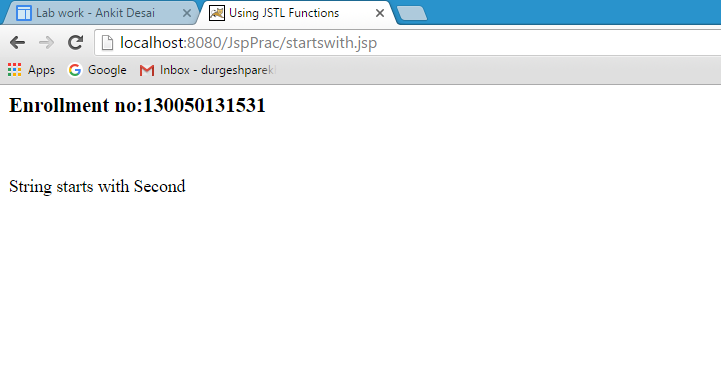 Lab work - Ankit Desai
Using JSTL Functions
localhost:8080/JspPrac/startswith.jsp
Apps
Google
Inbox - durgeshparek
Enrollment no:130050131531
String starts with Second